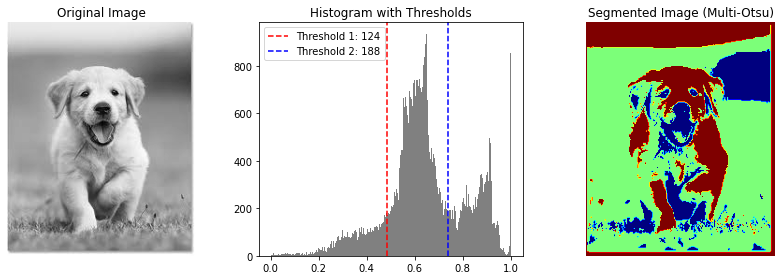 Original Image
Histogram with Thresholds
Segmented Image (Multi-Otsu)
Threshold 1: 124
Threshold 2: 188
800
600
400
200
0
0.0 0.2 0.4 0.6 0.8 1.0